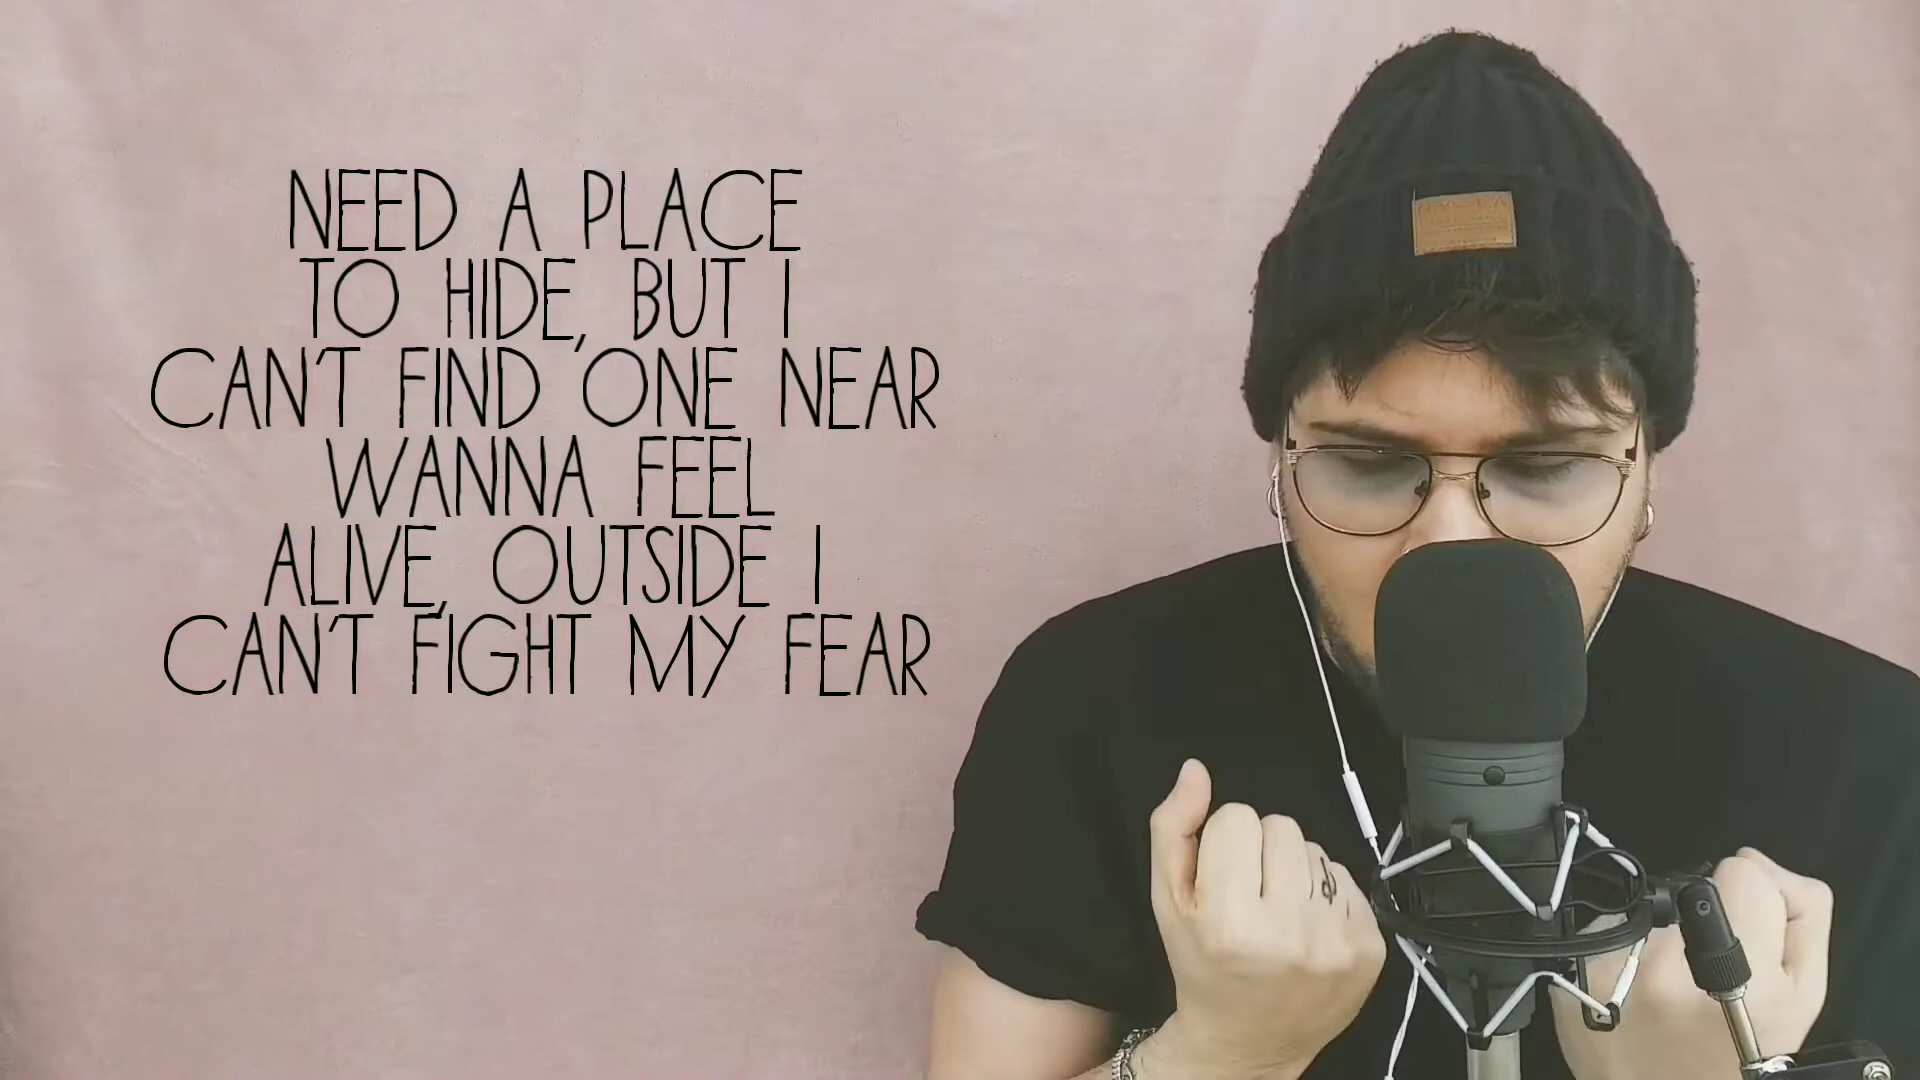 NEED A PLACE
TO HIDE, BUT I
CAN'T FIND ONE NEAR
WANNA FEEL
ALIVE, OUTSIDE I
CAN'T FIGHT MY FEAR